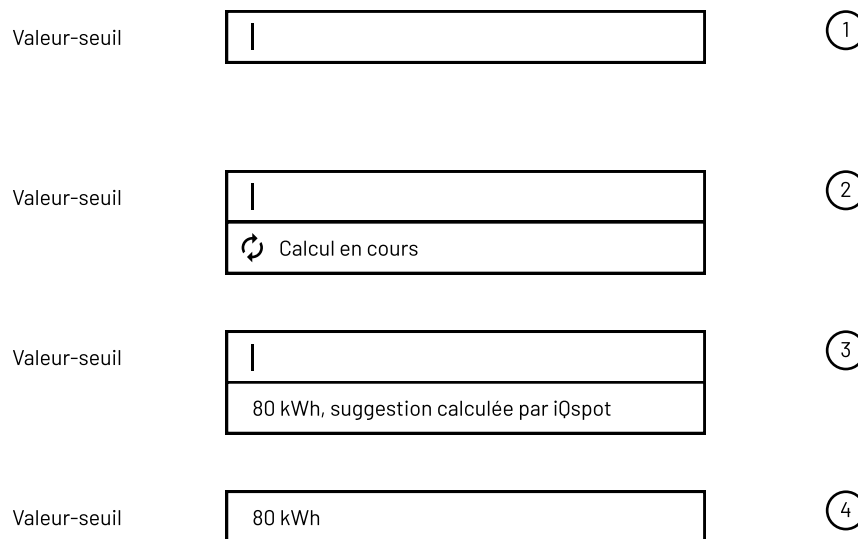 Valeur-seuil
1
Valeur-seuil
2
Calcul en cours
Valeur-seuil
3
80 kWh, suggestion calculée par iQspot
Valeur-seuil
80 kWh
4